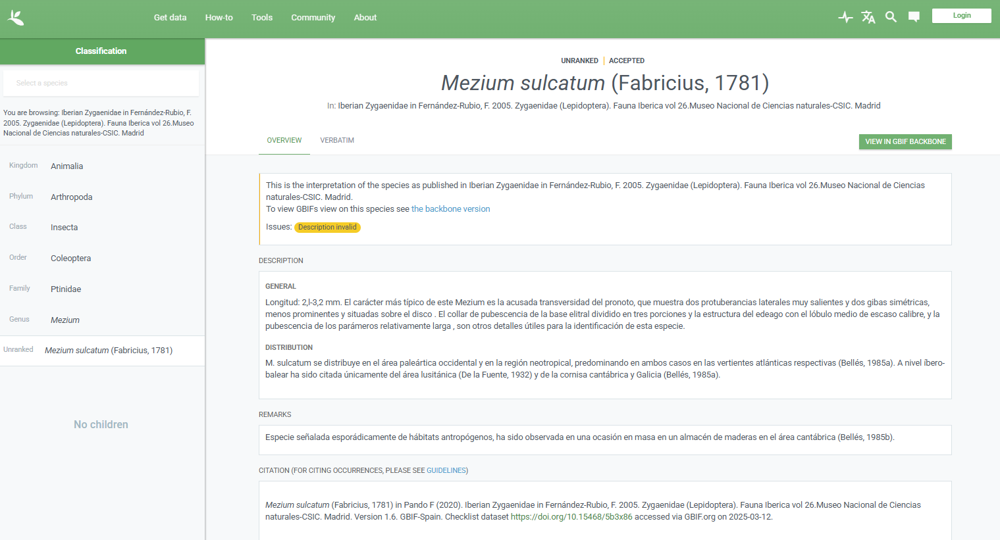 Get data How-to Tools Community About Login
Classification
Select a species
You are browsing: Iberian Zygaenidae in Fernández-Rubio, F.
2005. Zygaenidae (Lepidoptera). Fauna Iberica vol 26.Museo
Nacional de Ciencias naturales-CSIC. Madrid
Kingdom Animalia
Phylum Arthropoda
Class Insecta
Order Coleoptera
Family Ptinidae
Genus Mezium
Unranked Mezium sulcatum (Fabricius, 1781)
No children
UNRANKED ACCEPTED
Mezium sulcatum (Fabricius, 1781)
In: Iberian Zygaenidae in Fernández-Rubio, F. 2005. Zygaenidae (Lepidoptera). Fauna Iberica vol 26.Museo Nacional de Ciencias naturales-CSIC. Madrid
OVERVIEW VERBATIM VIEW IN GBIF BACKBONE
This is the interpretation of the species as published in Iberian Zygaenidae in Fernández-Rubio, F. 2005. Zygaenidae (Lepidoptera). Fauna Iberica vol 26.Museo Nacional de Ciencias
naturales-CSIC. Madrid.
To view GBIFs view on this species see the backbone version
Issues: Description invalid
DESCRIPTION
GENERAL
Longitud: 2,l-3,2 mm. El carácter más típico de este Mezium es la acusada transversidad del pronoto, que muestra dos protuberancias laterales muy salientes y dos gibas simétricas,
menos prominentes y situadas sobre el disco . El collar de pubescencia de la base elitral dividido en tres porciones y la estructura del edeago con el lóbulo medio de escaso calibre, y la
pubescencia de los parámeros relativamente larga , son otros detalles útiles para la identificación de esta especie.
DISTRIBUTION
M. sulcatum se distribuye en el área paleártica occidental y en la región neotropical, predominando en ambos casos en las vertientes atlánticas respectivas (Bellés, 1985a). A nivel íbero-
balear ha sido citada únicamente del área lusitánica (De la Fuente, 1932) y de la cornisa cantábrica y Galicia (Bellés, 1985a).
REMARKS
Especie señalada esporádicamente de hábitats antropógenos, ha sido observada en una ocasión en masa en un almacén de maderas en el área cantábrica (Bellés, 1985b).
CITATION (FOR CITING OCCURRENCES, PLEASE SEE GUIDELINES)
Mezium sulcatum (Fabricius, 1781) in Pando F (2020). Iberian Zygaenidae in Fernández-Rubio, F. 2005. Zygaenidae (Lepidoptera). Fauna Iberica vol 26.Museo Nacional de Ciencias
naturales-CSIC. Madrid. Version 1.6. GBIF-Spain. Checklist dataset https://doi.org/10.15468/5b3x86 accessed via GBIF.org on 2025-03-12.